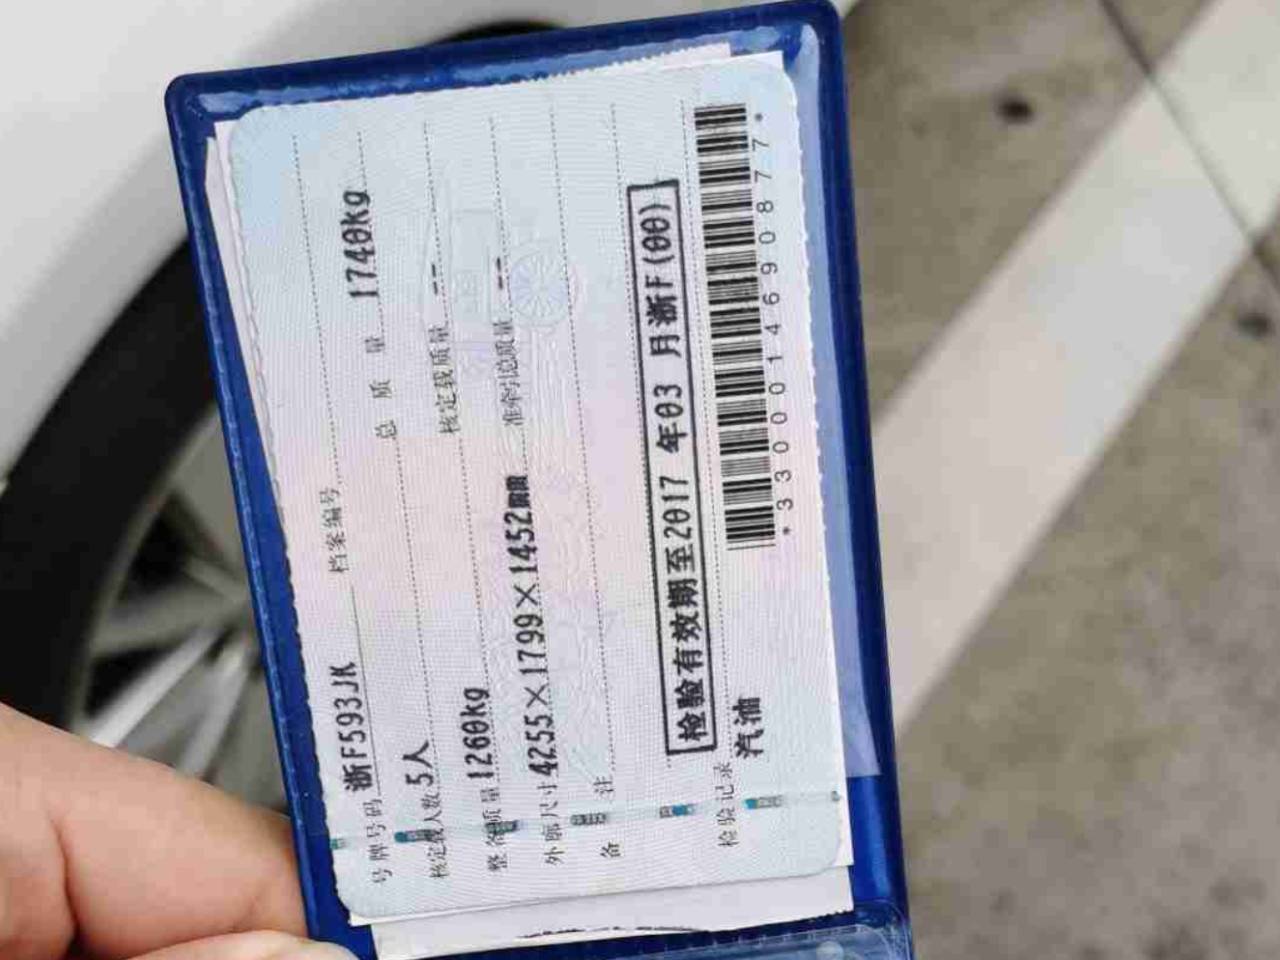 号牌号码 浙F593JK 档案编号
核定载人数 5人 总质量 1740kg
整备质量 1260kg 核定载质量 --
外廓尺寸 4255×1799×1452mm 准牵引总质量 --
备注
检验有效期至2017年03月浙F(00)
检验记录
汽油
*3300014690877*